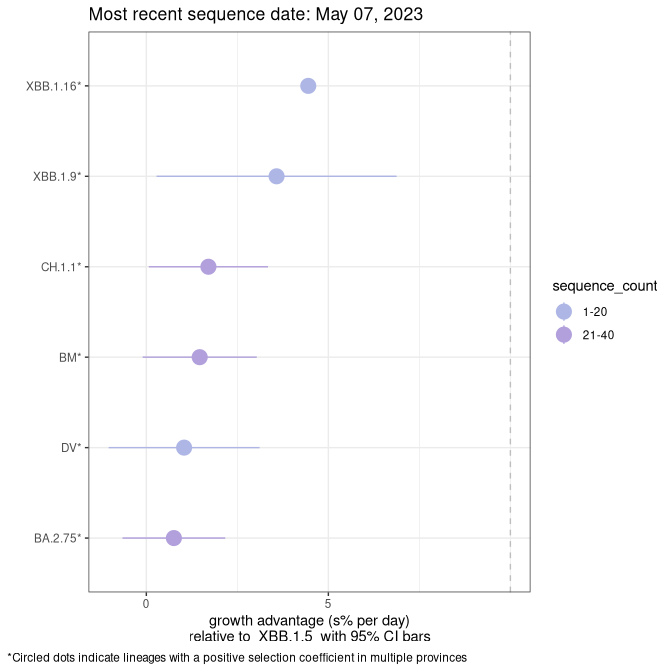 Most recent sequence date: May 07, 2023
XBB.1.16*
XBB.1.9*
CH.1.1*
BM*
DV*
BA.2.75*
0 5
growth advantage (s% per day)
relative to  XBB.1.5  with 95% CI bars
sequence_count
1-20
21-40
*Circled dots indicate lineages with a positive selection coefficient in multiple provinces